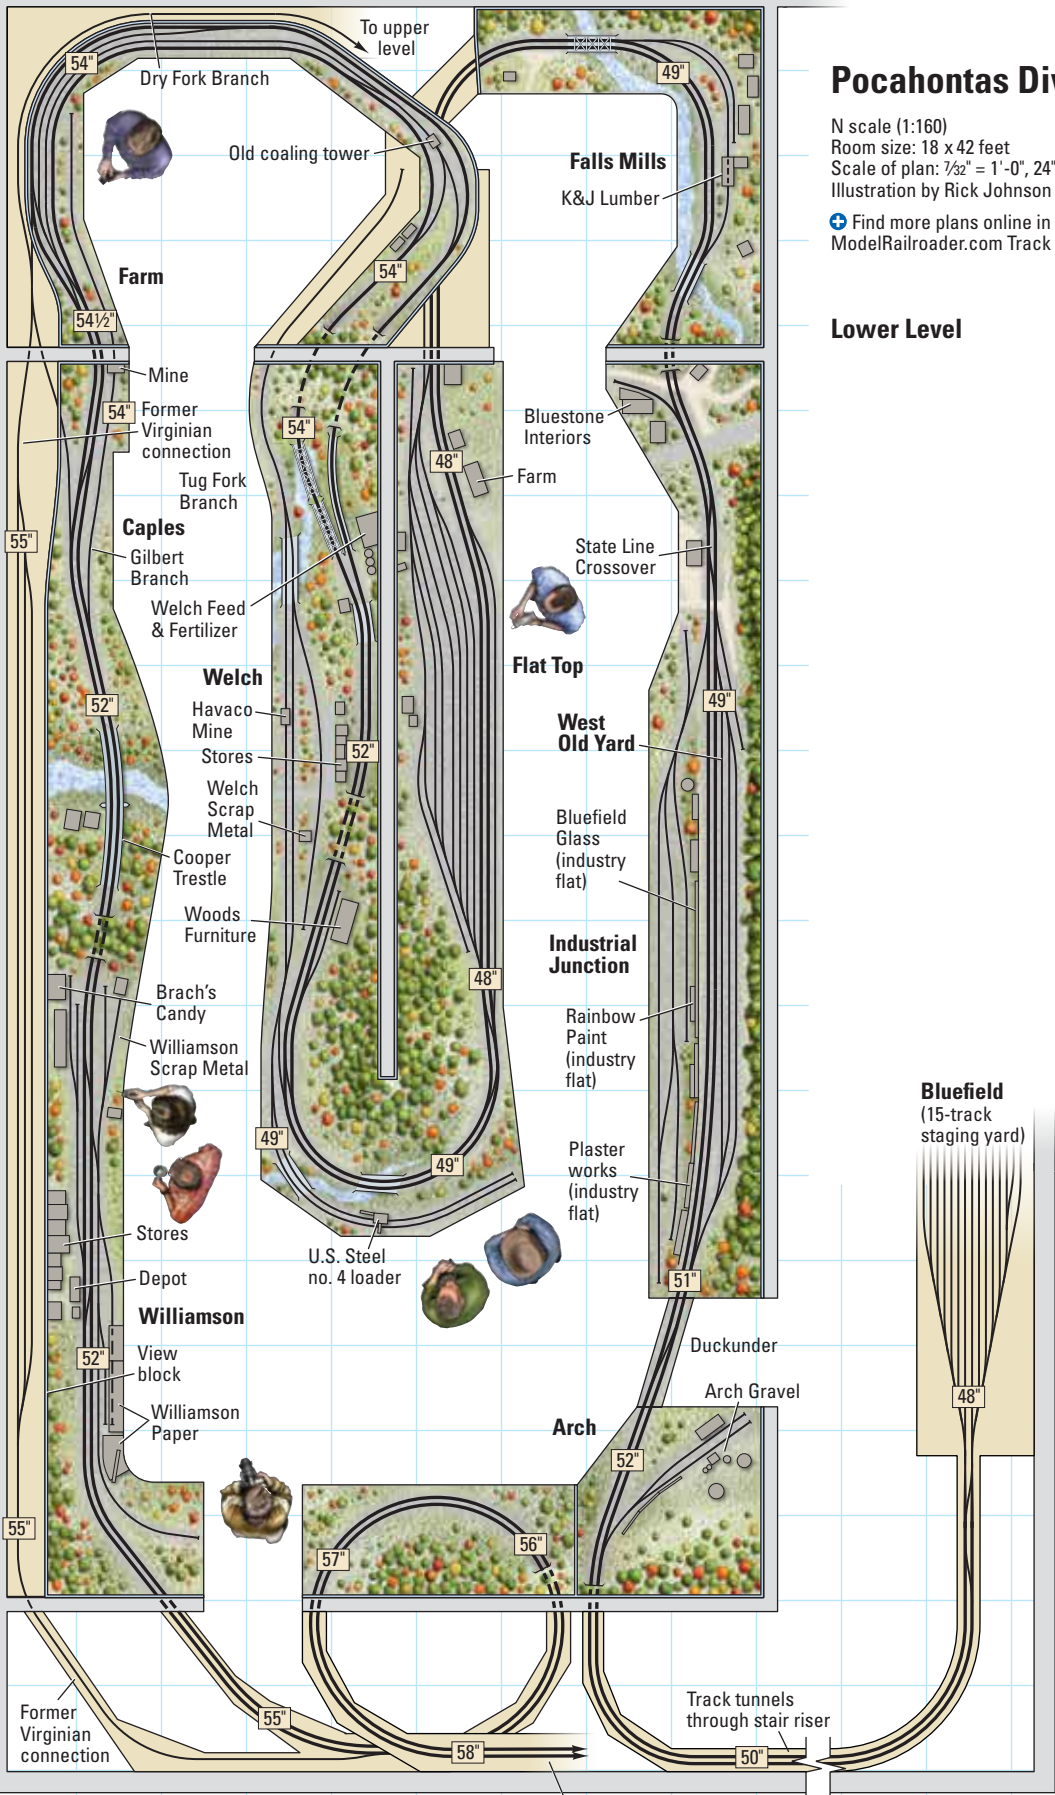 To upper
level
54"
Dry Fork Branch
Old coaling tower
49"
Falls Mills
K&J Lumber
Pocahontas Div
N scale (1:160)
Room size: 18 x 42 feet
Scale of plan: 7/32" = 1'-0", 24"
Illustration by Rick Johnson
Find more plans online in
ModelRailroader.com Track
Lower Level
Farm
54"
54½"
Mine
54"
Former
Virginian
connection
54"
Tug Fork
Branch
48"
Farm
Bluestone
Interiors
55"
Caples
Gilbert
Branch
State Line
Crossover
Welch Feed
& Fertilizer
Flat Top
Welch
52"
Havaco
Mine
Stores
52"
49"
West
Old Yard
Welch
Scrap
Metal
Bluefield
Glass
(industry
flat)
Cooper
Trestle
Woods
Furniture
48"
Industrial
Junction
Brach's
Candy
Rainbow
Paint
(industry
flat)
Williamson
Scrap Metal
Bluefield
(15-track
staging yard)
49"
49"
Plaster
works
(industry
flat)
Stores
U.S. Steel
no. 4 loader
51"
Depot
Williamson
52"
View
block
Duckunder
Williamson
Paper
Arch Gravel
48"
Arch
52"
55"
57"
56"
Former
Virginian
connection
55"
58"
Track tunnels
through stair riser
50"